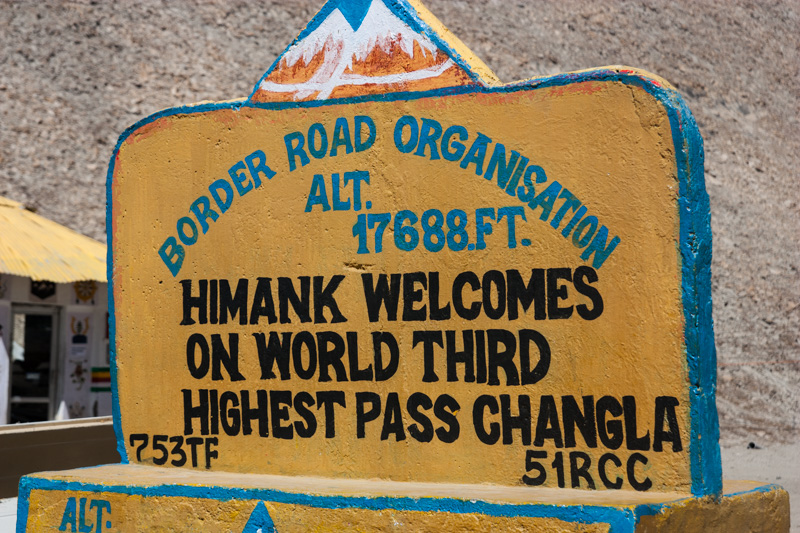 BORDER ROAD ORGANISATION
ALT.
17688.FT.
HIMANK WELCOMES
ON WORLD THIRD
HIGHEST PASS CHANGLA
753TF
51RCC
ALT: